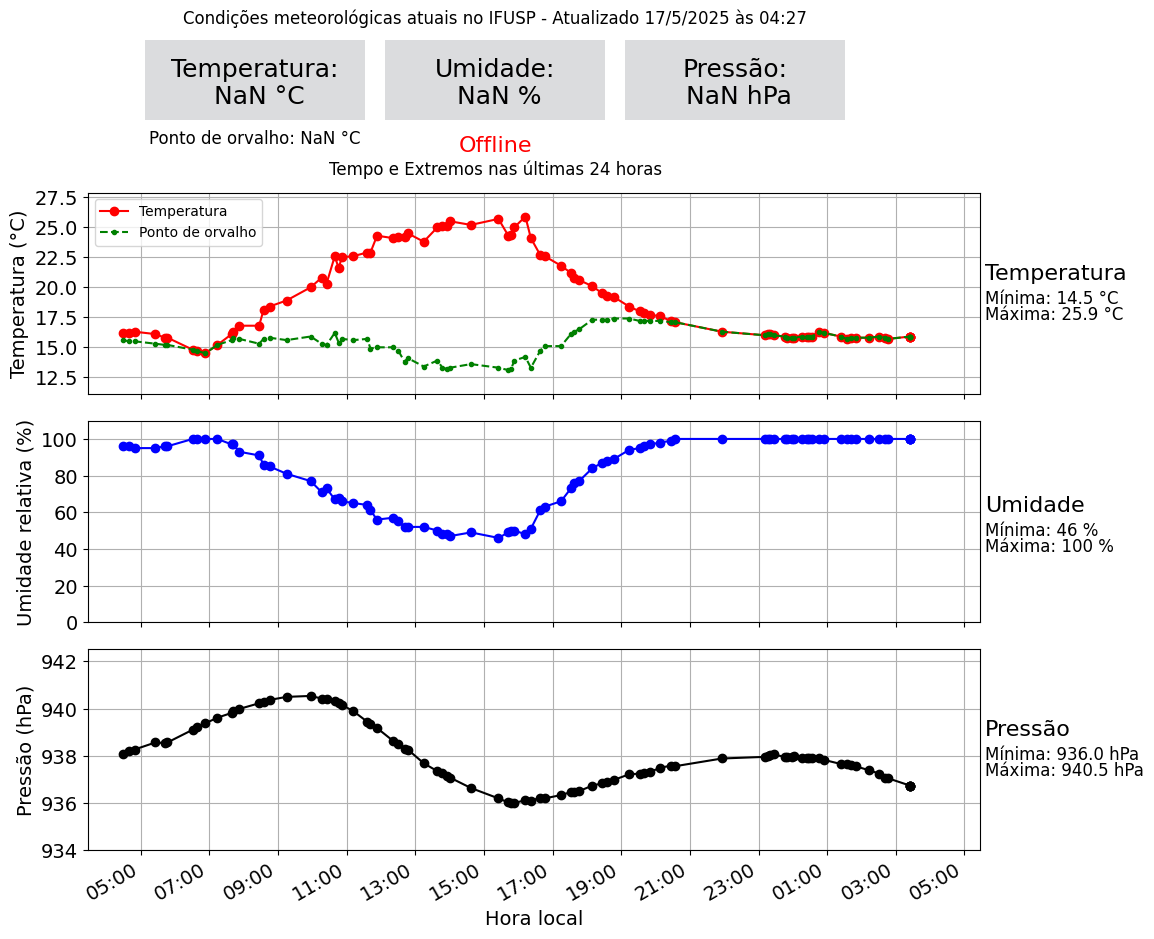 Condições meteorológicas atuais no IFUSP - Atualizado 17/5/2025 às 04:27
Temperatura:
NaN °C
Umidade:
NaN %
Pressão:
NaN hPa
Ponto de orvalho: NaN °C
Offline
Tempo e Extremos nas últimas 24 horas
Temperatura (°C)
27.5
25.0
22.5
20.0
17.5
15.0
12.5
Temperatura
Ponto de orvalho
Temperatura
Mínima: 14.5 °C
Máxima: 25.9 °C
Umidade relativa (%)
100
80
60
40
20
0
Umidade
Mínima: 46 %
Máxima: 100 %
Pressão (hPa)
942
940
938
936
934
Pressão
Mínima: 936.0 hPa
Máxima: 940.5 hPa
05:00 07:00 09:00 11:00 13:00 15:00 17:00 19:00 21:00 23:00 01:00 03:00 05:00
Hora local